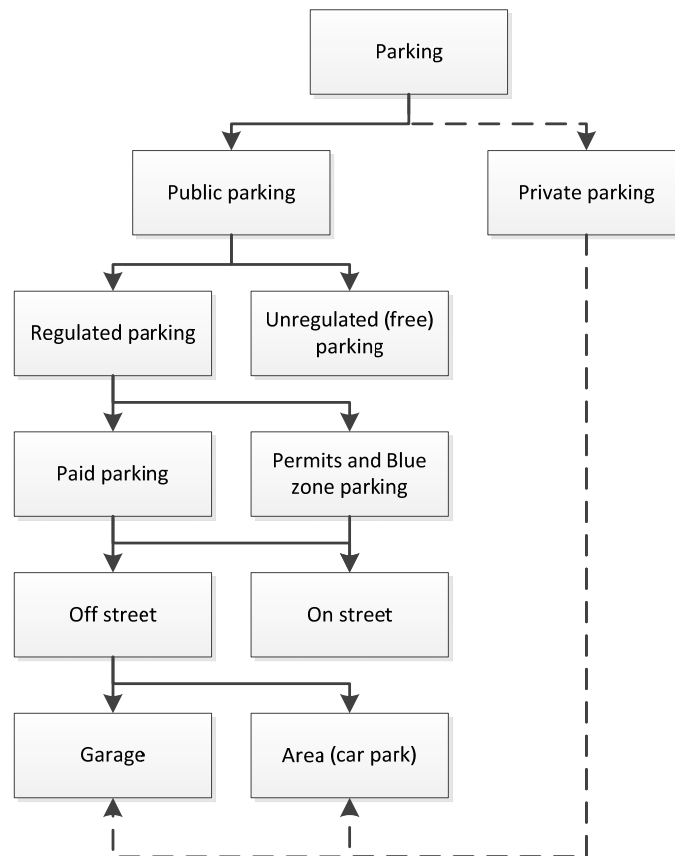 Parking
Public parking
Private parking
Regulated parking
Unregulated (free)
parking
Paid parking
Permits and Blue
zone parking
Off street
On street
Garage
Area (car park)